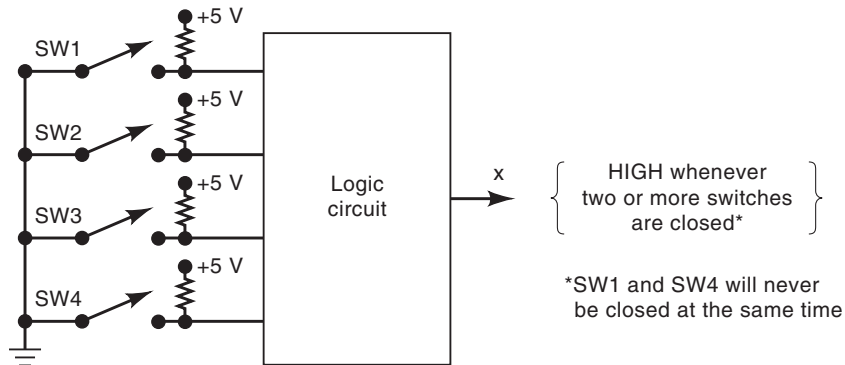 +5 V
SW1
+5 V
SW2
+5 V
SW3
+5 V
SW4
Logic
circuit
x
HIGH whenever
two or more switches
are closed*
*SW1 and SW4 will never
be closed at the same time